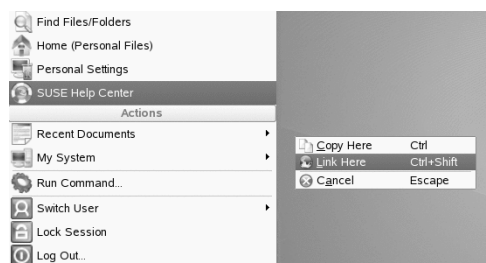 Find Files/Folders
Home (Personal Files)
Personal Settings
SUSE Help Center
Actions
Recent Documents
My System
Run Command...
Switch User
Lock Session
Log Out...
Copy Here Ctrl
Link Here Ctrl+Shift
Cancel Escape